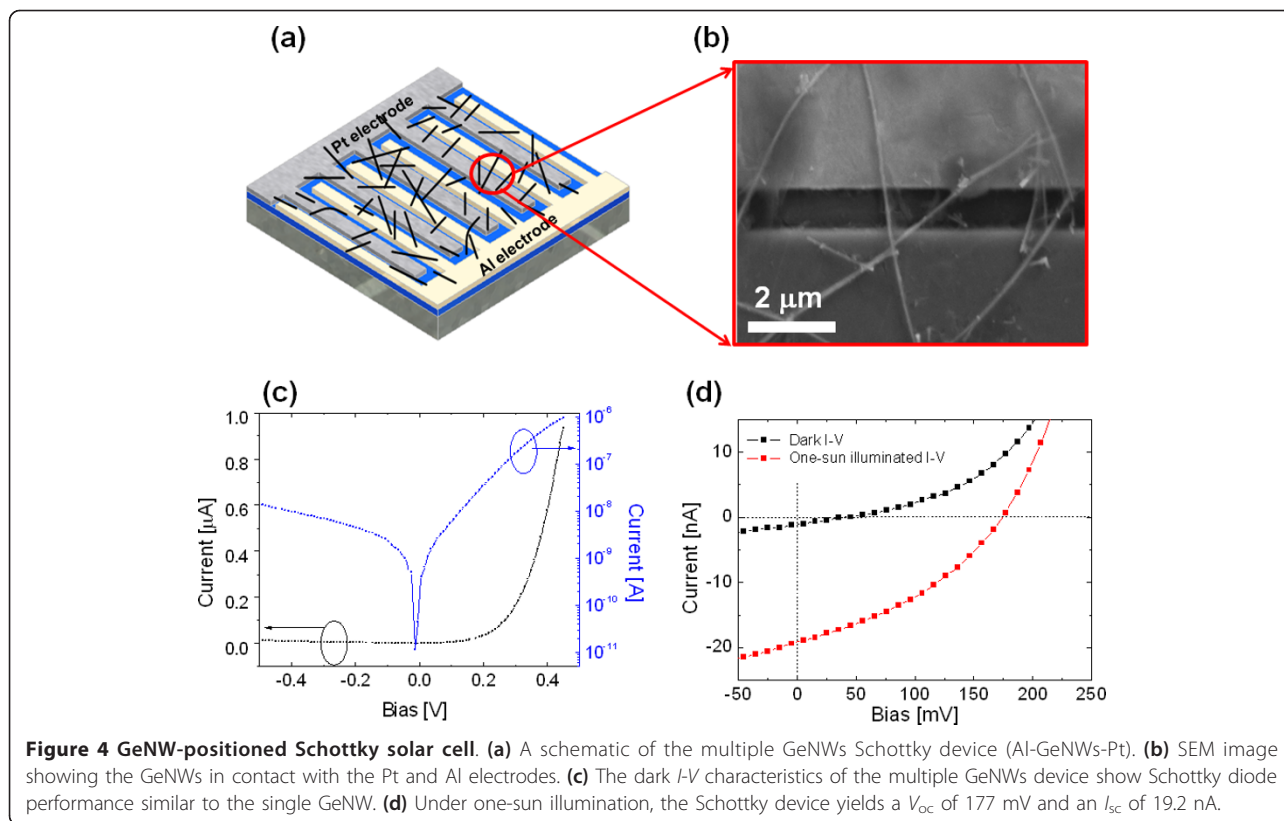 (a)
(b)
Pt electrode
Al electrode
2 μm
(c)
(d)
1.0
0.8
0.6
0.4
0.2
0.0
Current [μA]
10⁻⁶
10⁻⁷
10⁻⁸
10⁻⁹
10⁻¹⁰
10⁻¹¹
Current [A]
-0.4 -0.2 0.0 0.2 0.4
Bias [V]
Dark I-V
One-sun illuminated I-V
10
0
-10
-20
Current [nA]
-50 0 50 100 150 200 250
Bias [mV]
Figure 4 GeNW-positioned Schottky solar cell. (a) A schematic of the multiple GeNWs Schottky device (Al-GeNWs-Pt). (b) SEM image
showing the GeNWs in contact with the Pt and Al electrodes. (c) The dark I-V characteristics of the multiple GeNWs device show Schottky diode
performance similar to the single GeNW. (d) Under one-sun illumination, the Schottky device yields a Voc of 177 mV and an Isc of 19.2 nA.